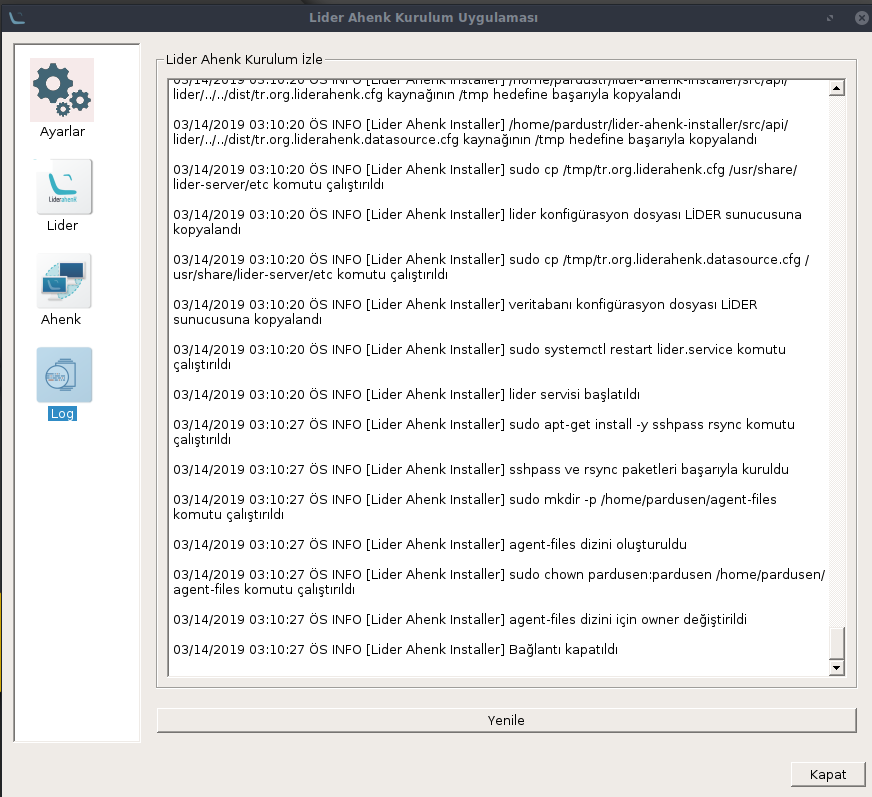 Lider Ahenk Kurulum Uygulaması
Ayarlar
Liderahenk
Lider
Ahenk
Log
Lider Ahenk Kurulum İzle
03/14/2019 03:10:20 ÖS INFO [Lider Ahenk Installer] /home/pardustr/lider-ahenk-installer/src/api/
lider/../../dist/tr.org.liderahenk.cfg kaynağının /tmp hedefine başarıyla kopyalandı
03/14/2019 03:10:20 ÖS INFO [Lider Ahenk Installer] /home/pardustr/lider-ahenk-installer/src/api/
lider/../../dist/tr.org.liderahenk.datasource.cfg kaynağının /tmp hedefine başarıyla kopyalandı
03/14/2019 03:10:20 ÖS INFO [Lider Ahenk Installer] sudo cp /tmp/tr.org.liderahenk.cfg /usr/share/
lider-server/etc komutu çalıştırıldı
03/14/2019 03:10:20 ÖS INFO [Lider Ahenk Installer] lider konfigürasyon dosyası LİDER sunucusuna
kopyalandı
03/14/2019 03:10:20 ÖS INFO [Lider Ahenk Installer] sudo cp /tmp/tr.org.liderahenk.datasource.cfg /
usr/share/lider-server/etc komutu çalıştırıldı
03/14/2019 03:10:20 ÖS INFO [Lider Ahenk Installer] veritabanı konfigürasyon dosyası LİDER
sunucusuna kopyalandı
03/14/2019 03:10:20 ÖS INFO [Lider Ahenk Installer] sudo systemctl restart lider.service komutu
çalıştırıldı
03/14/2019 03:10:20 ÖS INFO [Lider Ahenk Installer] lider servisi başlatıldı
03/14/2019 03:10:27 ÖS INFO [Lider Ahenk Installer] sudo apt-get install -y sshpass rsync komutu
çalıştırıldı
03/14/2019 03:10:27 ÖS INFO [Lider Ahenk Installer] sshpass ve rsync paketleri başarıyla kuruldu
03/14/2019 03:10:27 ÖS INFO [Lider Ahenk Installer] sudo mkdir -p /home/pardusen/agent-files
komutu çalıştırıldı
03/14/2019 03:10:27 ÖS INFO [Lider Ahenk Installer] agent-files dizini oluşturuldu
03/14/2019 03:10:27 ÖS INFO [Lider Ahenk Installer] sudo chown pardusen:pardusen /home/pardusen/
agent-files komutu çalıştırıldı
03/14/2019 03:10:27 ÖS INFO [Lider Ahenk Installer] agent-files dizini için owner değiştirildi
03/14/2019 03:10:27 ÖS INFO [Lider Ahenk Installer] Bağlantı kapatıldı
Yenile
Kapat